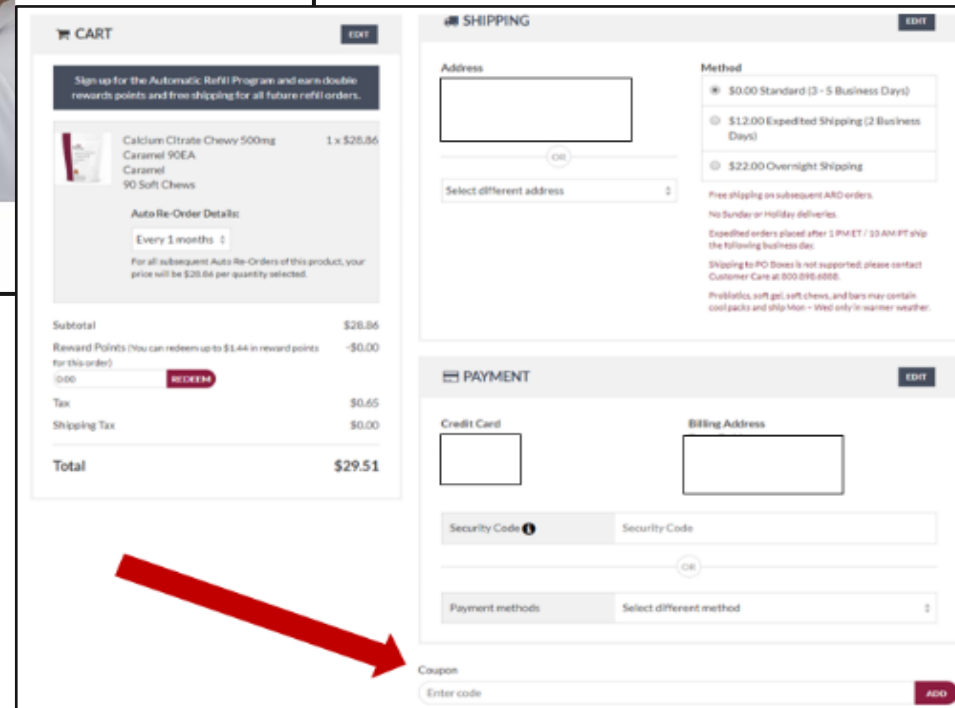 CART
EDIT
Sign up for the Automatic Refill Program and earn double
rewards points and free shipping for all future refill orders.
Calcium Citrate Chewy 500mg
1 x $28.86
Caramel 90EA
Caramel
90 Soft Chews
Auto Re-Order Details:
Every 1 months
For all subsequent Auto Re-Orders of this product, your
price will be $28.86 per quantity selected.
Subtotal
$28.86
Reward Points (You can redeem up to $1.44 in reward points
for this order)
-$0.00
0.00
REDEEM
Tax
$0.65
Shipping Tax
$0.00
Total
$29.51
SHIPPING
EDIT
Address
OR
Select different address
Method
$0.00 Standard (3 - 5 Business Days)
$12.00 Expedited Shipping (2 Business
Days)
$22.00 Overnight Shipping
Free shipping on subsequent ARO orders.
No Sunday or Holiday deliveries.
Expedited orders placed after 1 PM ET / 10 AM PT ship
the following business day.
Shipping to PO Boxes is not supported; please contact
Customer Care at 800.898.6888.
Probiotics, soft gel, soft chews, and bars may contain
cool packs and ship Mon – Wed only in warmer weather.
PAYMENT
EDIT
Credit Card
Billing Address
Security Code
Security Code
OR
Payment methods
Select different method
Coupon
Enter code
ADD